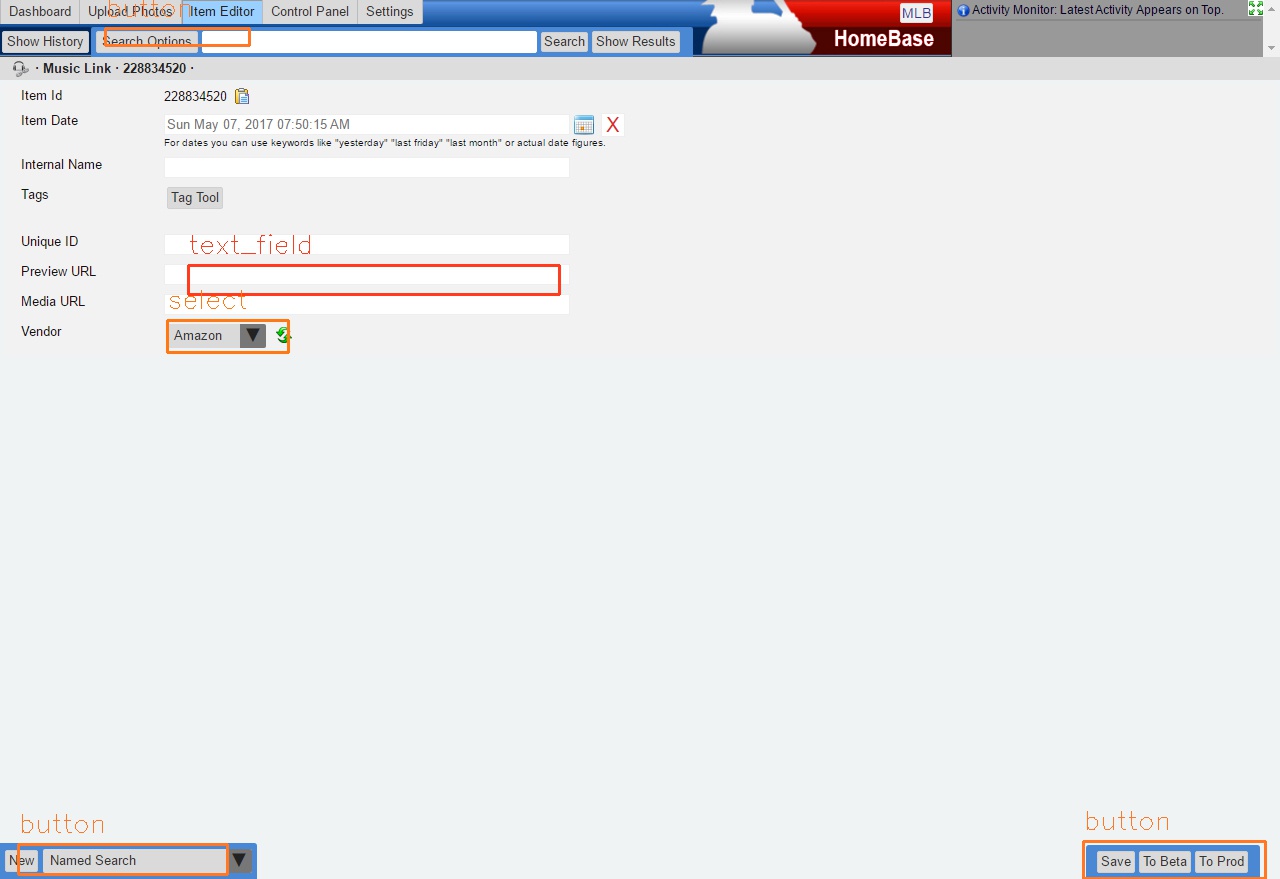 Dashboard Upload Photos Item Editor Control Panel Settings MLB Activity Monitor: Latest Activity Appears on Top.
button
Show History Search Options Search Show Results HomeBase
· Music Link · 228834520 ·
Item Id 228834520
Item Date Sun May 07, 2017 07:50:15 AM X
For dates you can use keywords like "yesterday" "last friday" "last month" or actual date figures.
Internal Name
Tags Tag Tool
Unique ID
text_field
Preview URL
Media URL
select
Vendor Amazon
button
button
New Named Search
Save To Beta To Prod